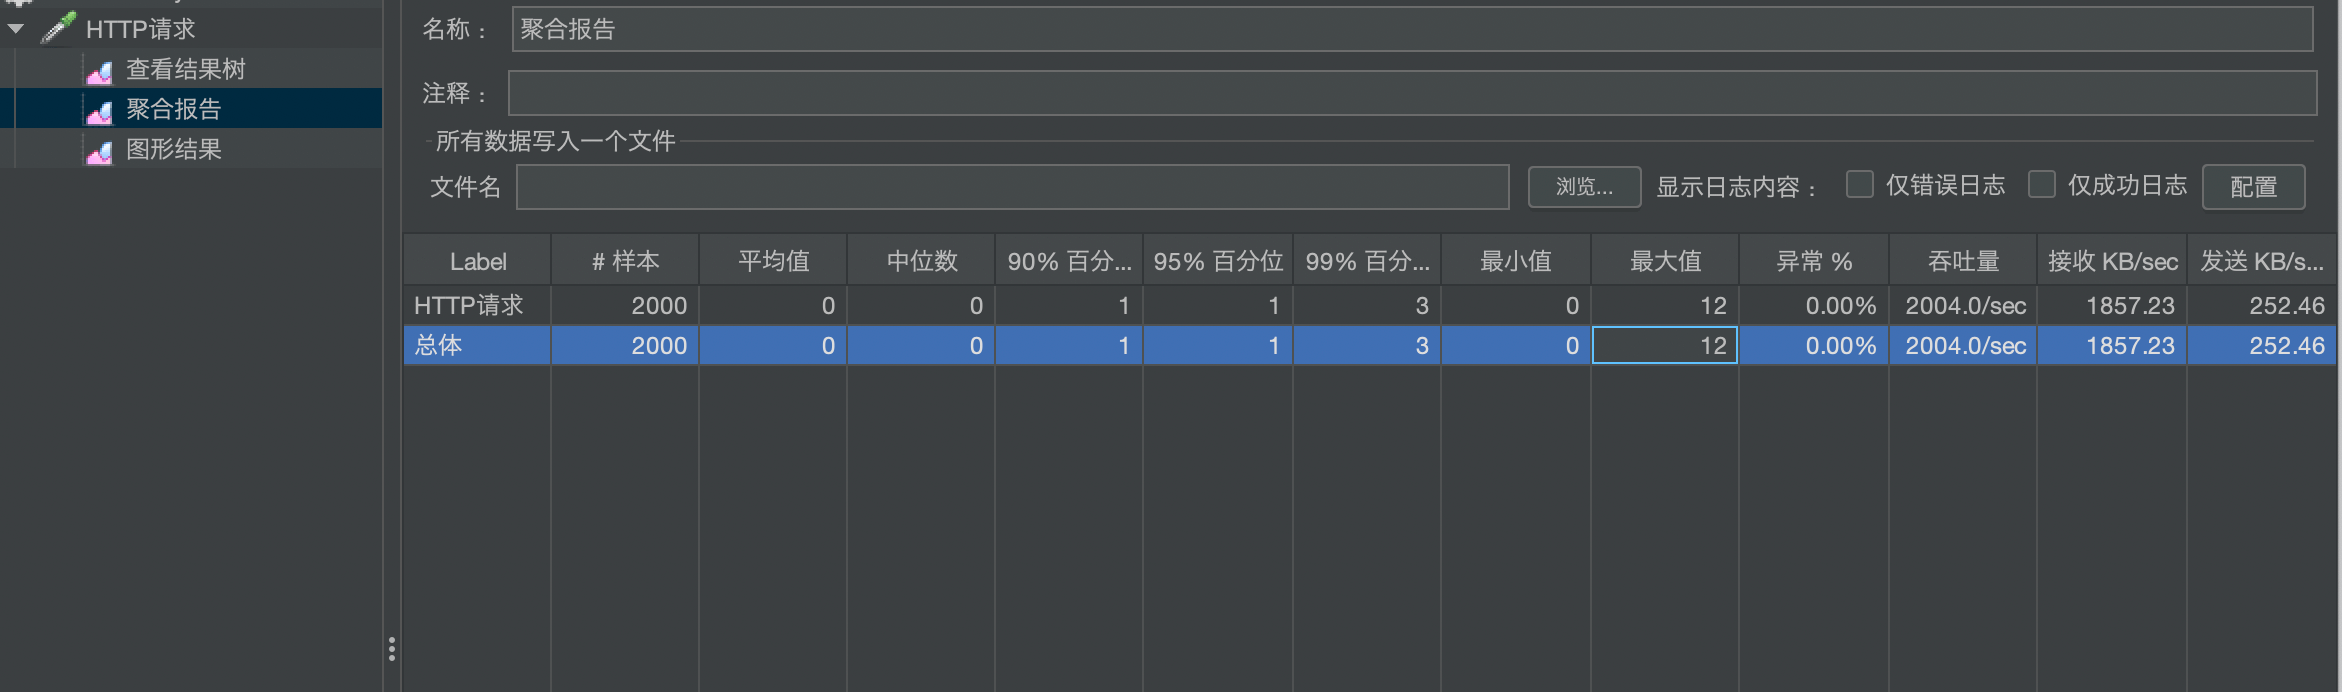 HTTP请求
查看结果树
聚合报告
图形结果
名称： 聚合报告
注释：
所有数据写入一个文件
文件名 浏览... 显示日志内容： 仅错误日志 仅成功日志 配置
Label # 样本 平均值 中位数 90% 百分... 95% 百分位 99% 百分... 最小值 最大值 异常 % 吞吐量 接收 KB/sec 发送 KB/s...
HTTP请求 2000 0 0 1 1 3 0 12 0.00% 2004.0/sec 1857.23 252.46
总体 2000 0 0 1 1 3 0 12 0.00% 2004.0/sec 1857.23 252.46